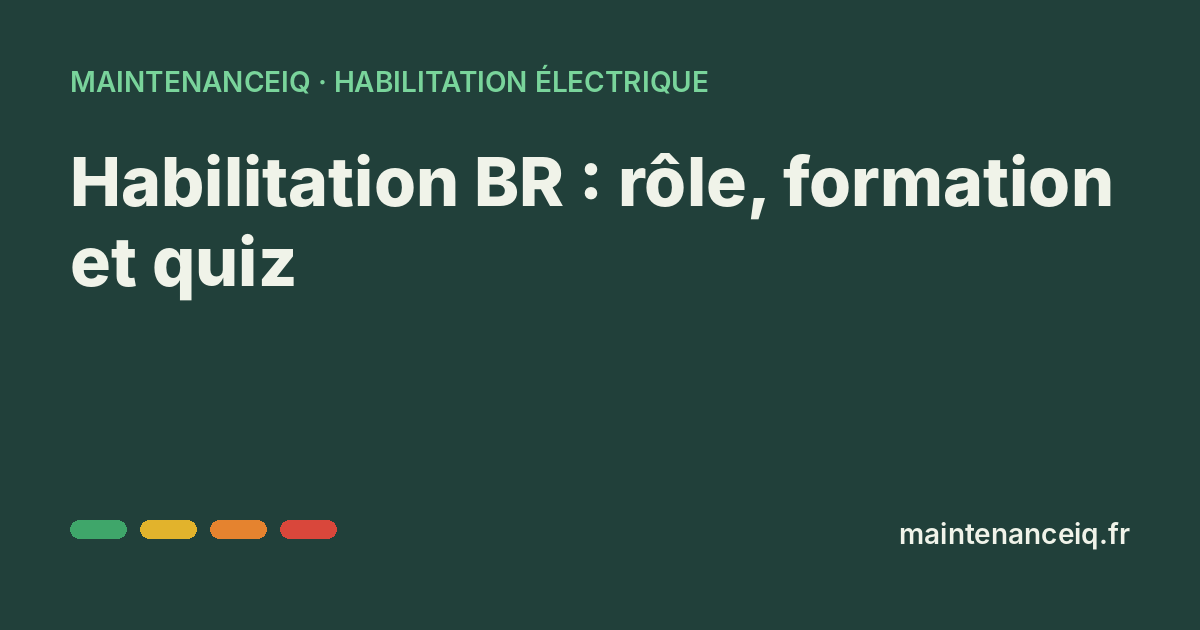 MAINTENANCEIQ · HABILITATION ÉLECTRIQUE
Habilitation BR : rôle, formation
et quiz
maintenanceiq.fr